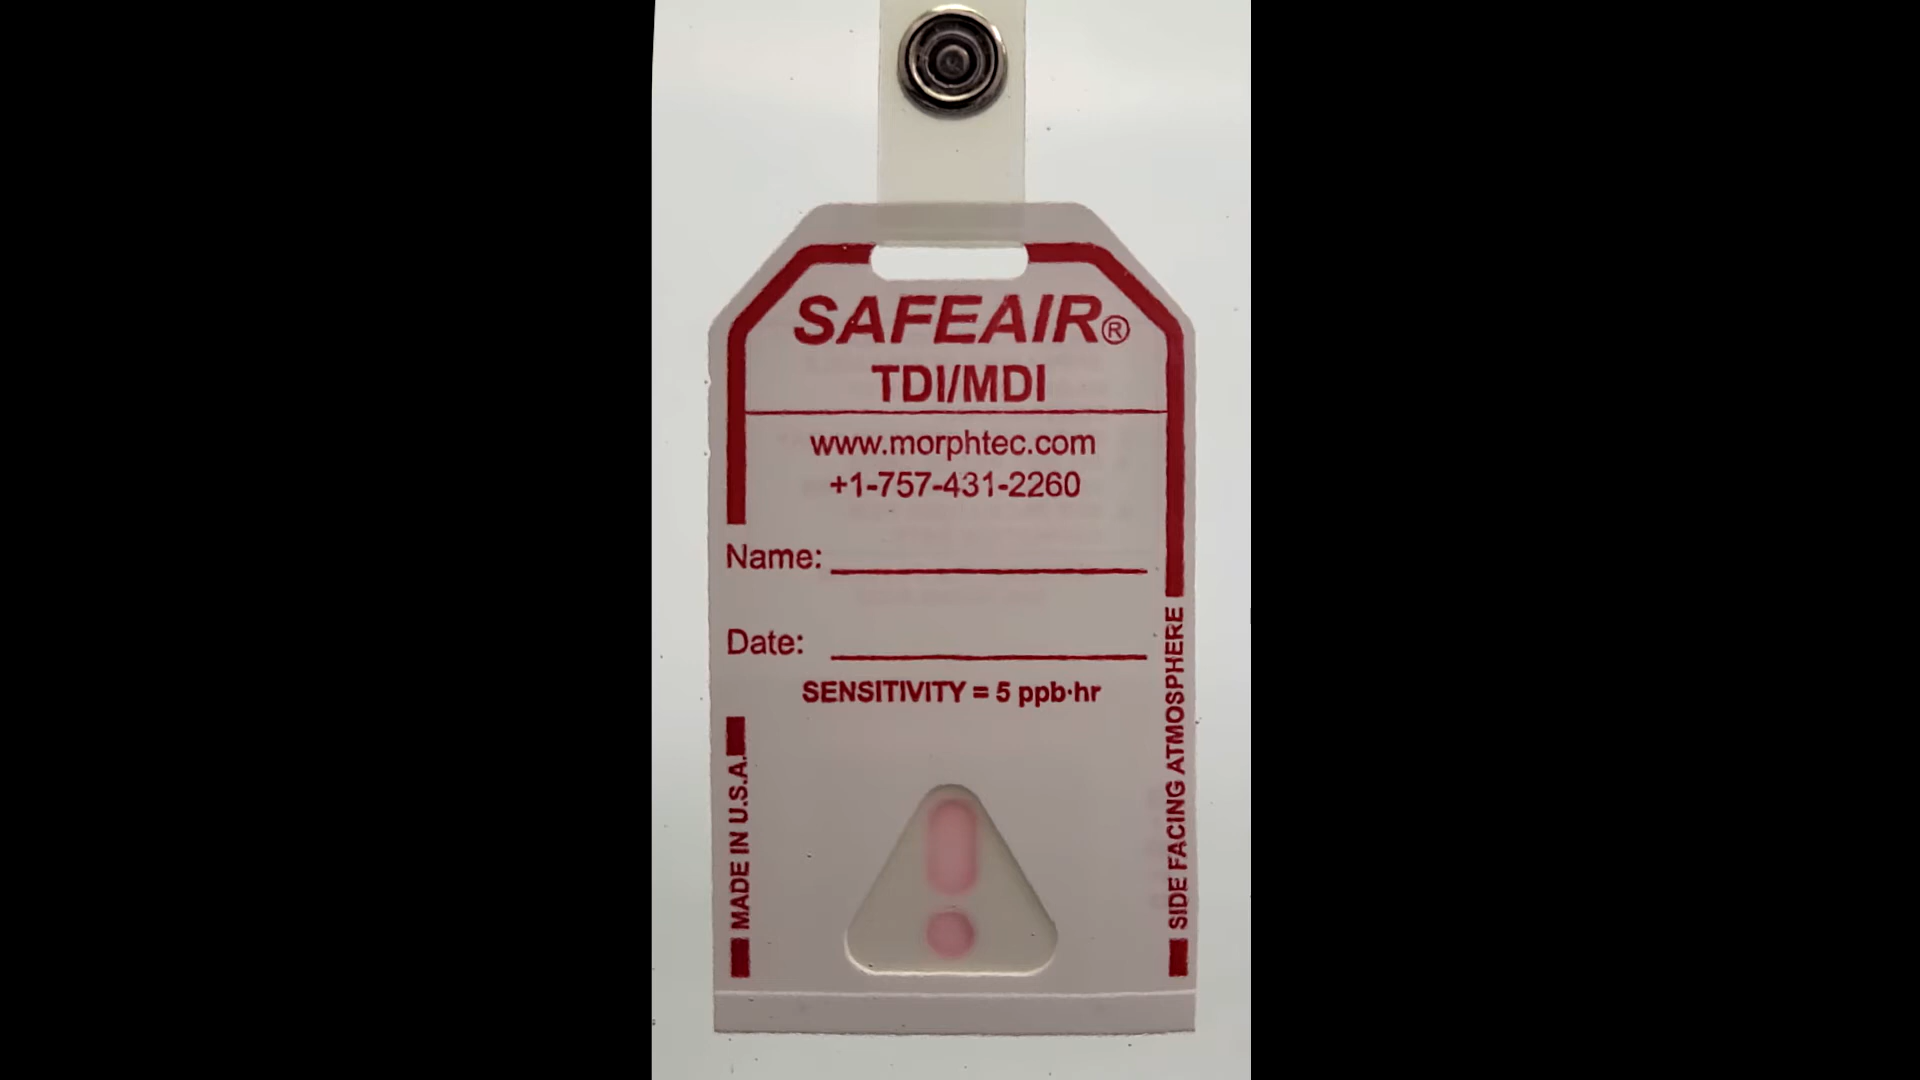 SAFEAIR®
TDI/MDI
www.morphtec.com
+1-757-431-2260
Name:
Date:
SENSITIVITY = 5 ppb·hr
MADE IN U.S.A.
SIDE FACING ATMOSPHERE
!